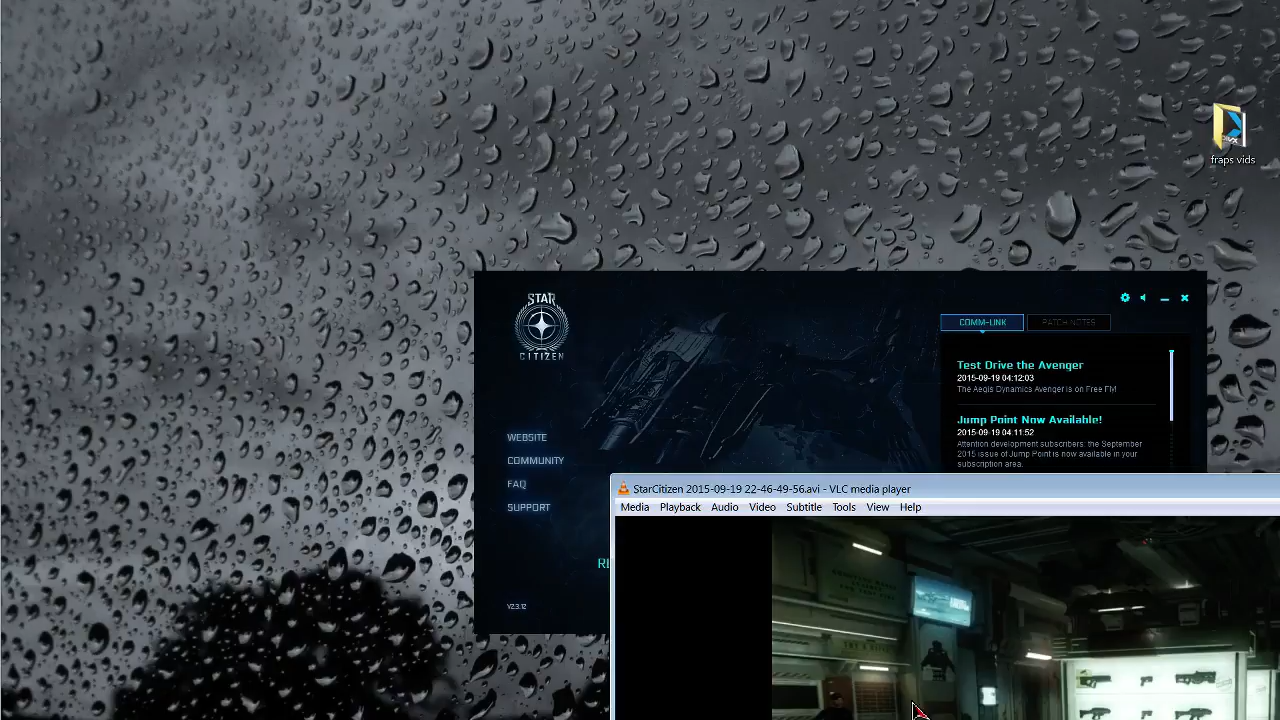 fraps vids
STAR
CITIZEN
COMM-LINK
PATCH NOTES
Test Drive the Avenger
2015-09-19 04:12:03
The Aegis Dynamics Avenger is on Free Fly!
Jump Point Now Available!
2015-09-19 04:11:52
Attention development subscribers: the September
2015 issue of Jump Point is now available in your
subscription area.
WEBSITE
COMMUNITY
FAQ
SUPPORT
V2.3.12
StarCitizen 2015-09-19 22-46-49-56.avi - VLC media player
Media Playback Audio Video Subtitle Tools View Help